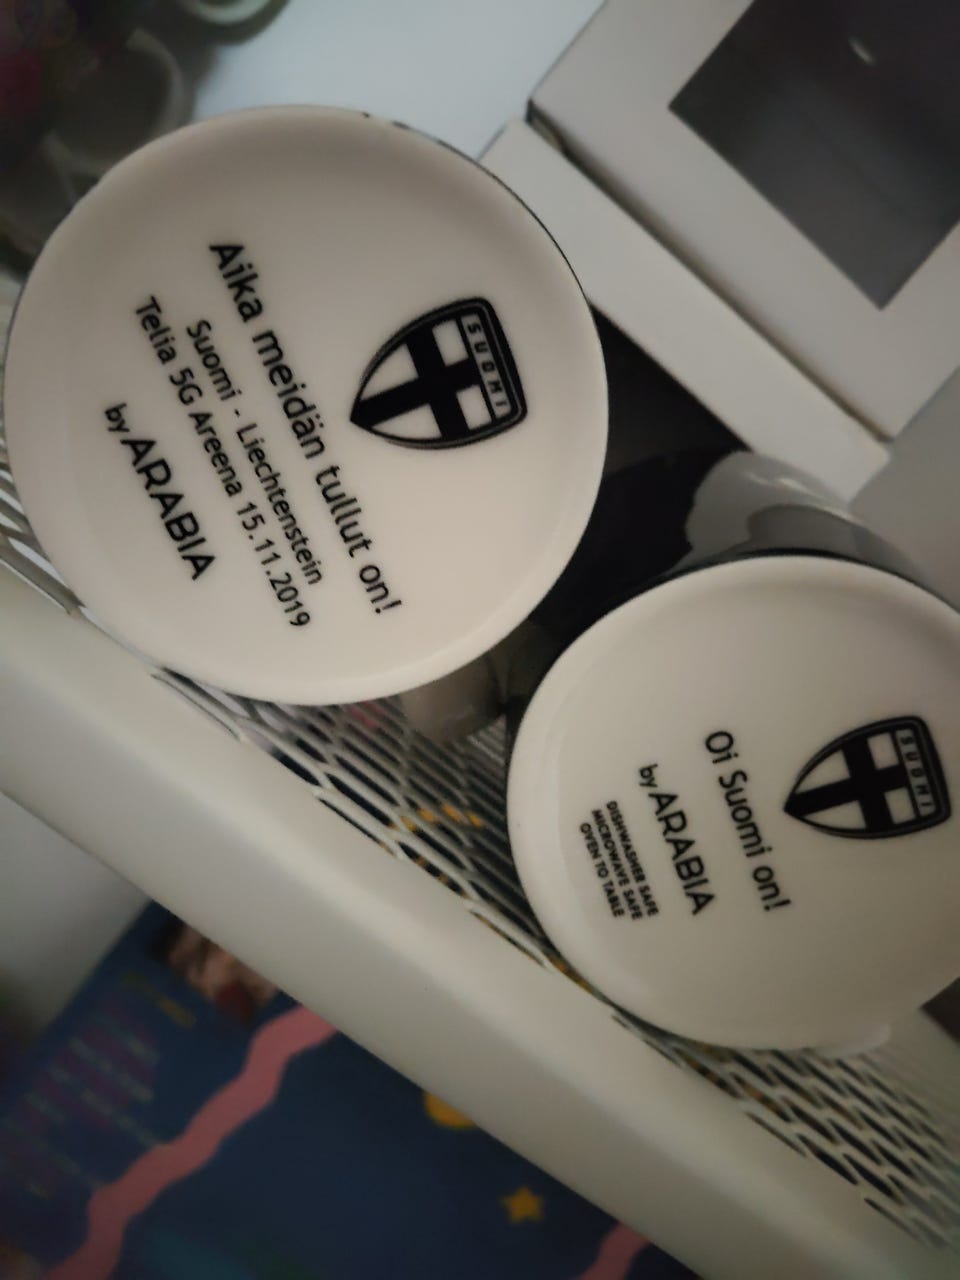 SUOMI
Aika meidän tullut on!
Suomi - Liechtenstein
Telia 5G Areena 15.11.2019
by ARABIA
SUOMI
Oi Suomi on!
by ARABIA
DISHWASHER SAFE
MICROWAVE SAFE
OVEN TO TABLE